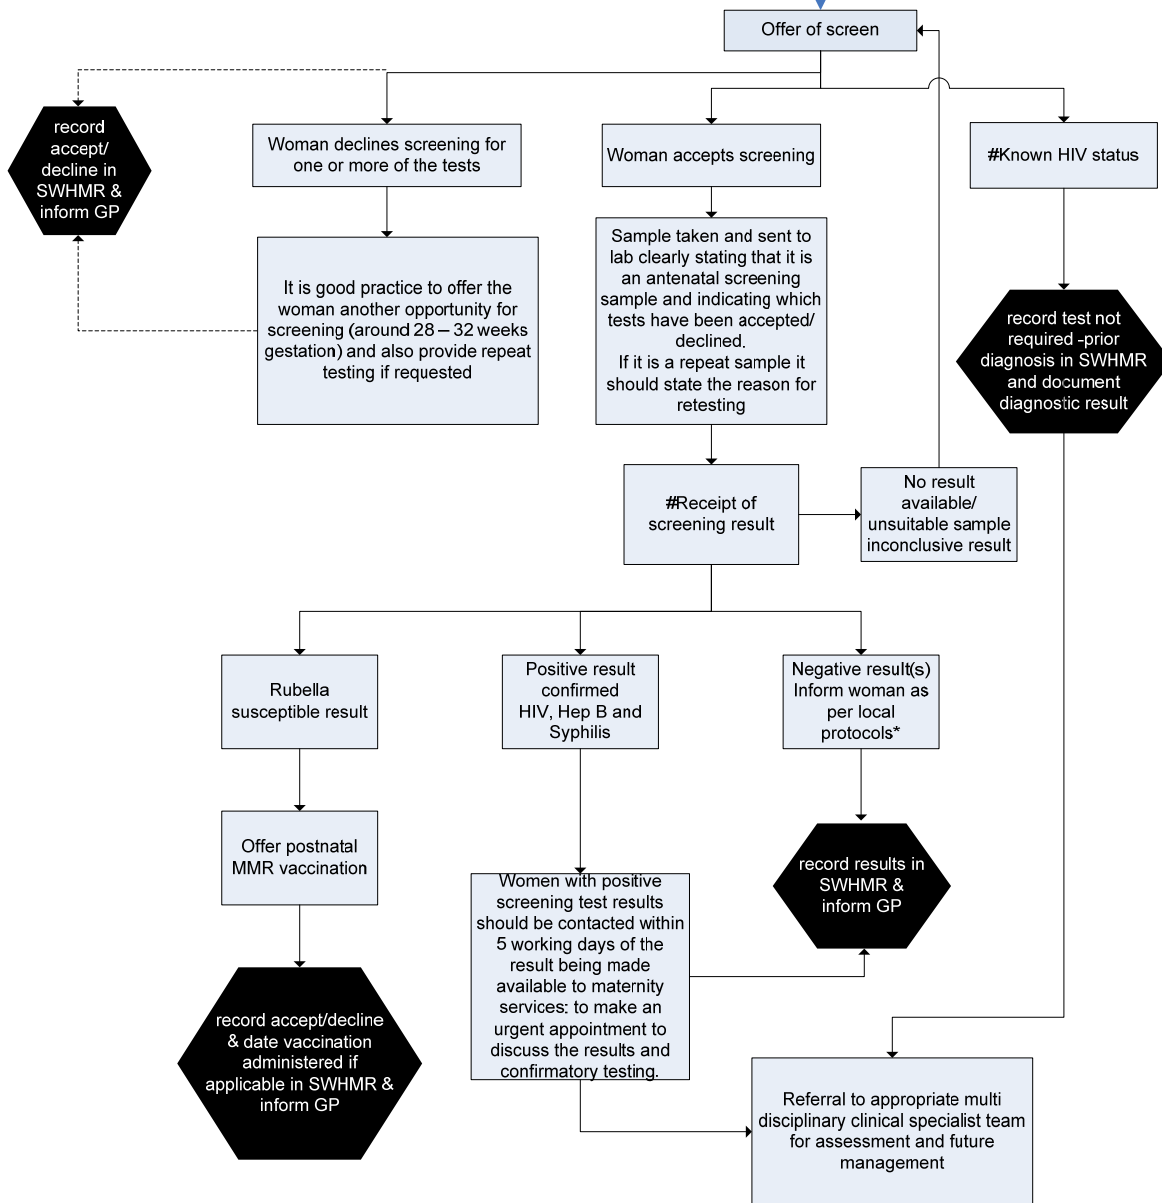 Offer of screen
record
accept/
decline in
SWHMR &
inform GP
Woman declines screening for
one or more of the tests
Woman accepts screening
#Known HIV status
It is good practice to offer the
woman another opportunity for
screening (around 28 – 32 weeks
gestation) and also provide repeat
testing if requested
Sample taken and sent to
lab clearly stating that it is
an antenatal screening
sample and indicating which
tests have been accepted/
declined.
If it is a repeat sample it
should state the reason for
retesting
record test not
required -prior
diagnosis in SWHMR
and document
diagnostic result
#Receipt of
screening result
No result
available/
unsuitable sample
inconclusive result
Rubella
susceptible result
Positive result
confirmed
HIV, Hep B and
Syphilis
Negative result(s)
Inform woman as
per local
protocols*
Offer postnatal
MMR vaccination
Women with positive
screening test results
should be contacted within
5 working days of the
result being made
available to maternity
services: to make an
urgent appointment to
discuss the results and
confirmatory testing.
record results in
SWHMR &
inform GP
record accept/decline
& date vaccination
administered if
applicable in SWHMR &
inform GP
Referral to appropriate multi
disciplinary clinical specialist team
for assessment and future
management